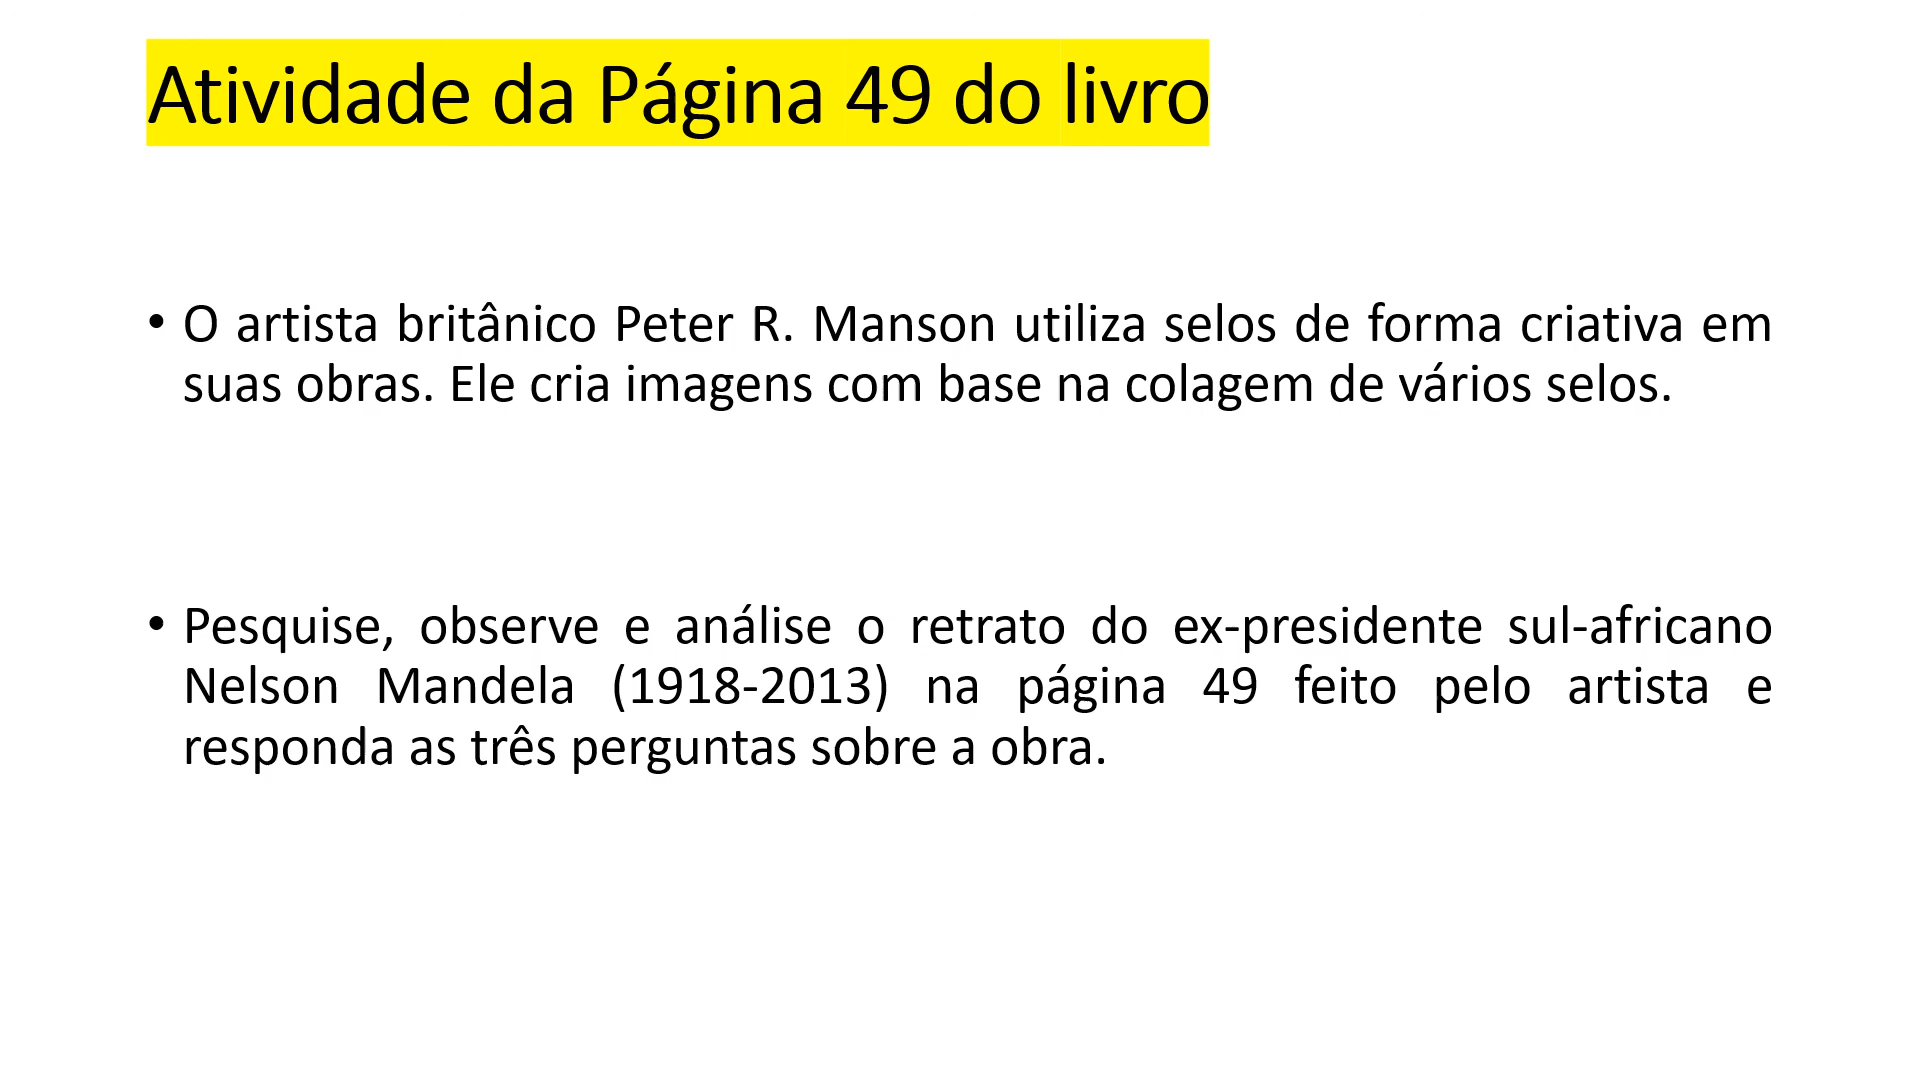 Atividade da Página 49 do livro
• O artista britânico Peter R. Manson utiliza selos de forma criativa em
suas obras. Ele cria imagens com base na colagem de vários selos.
• Pesquise, observe e análise o retrato do ex-presidente sul-africano
Nelson Mandela (1918-2013) na página 49 feito pelo artista e
responda as três perguntas sobre a obra.